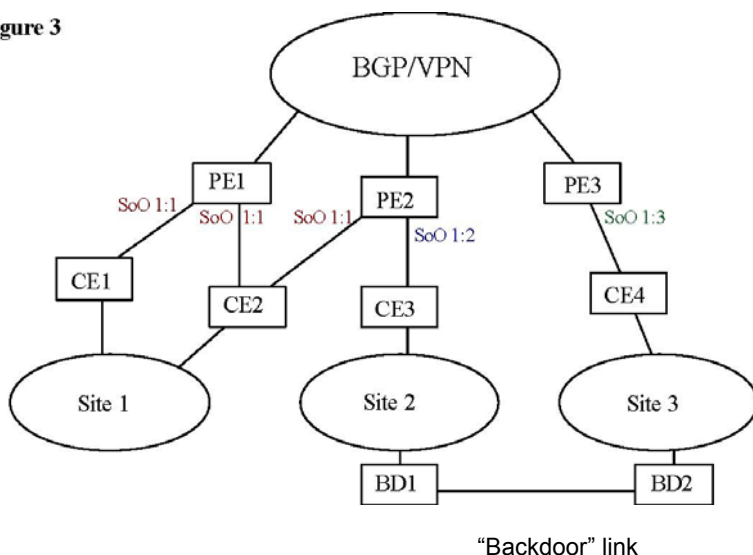 gure 3
BGP/VPN
PE1
PE2
PE3
SoO 1:1
SoO 1:1
SoO 1:1
SoO 1:2
SoO 1:3
CE1
CE2
CE3
CE4
Site 1
Site 2
Site 3
BD1
BD2
“Backdoor” link